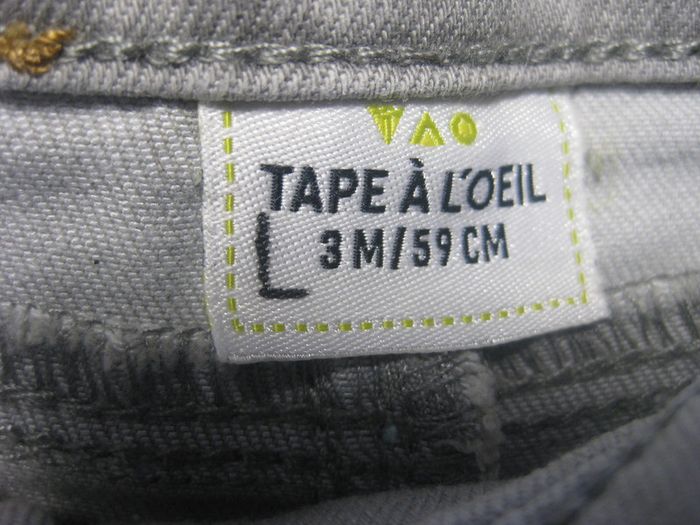 TAPE À L'OEIL
L 3 M/59 CM